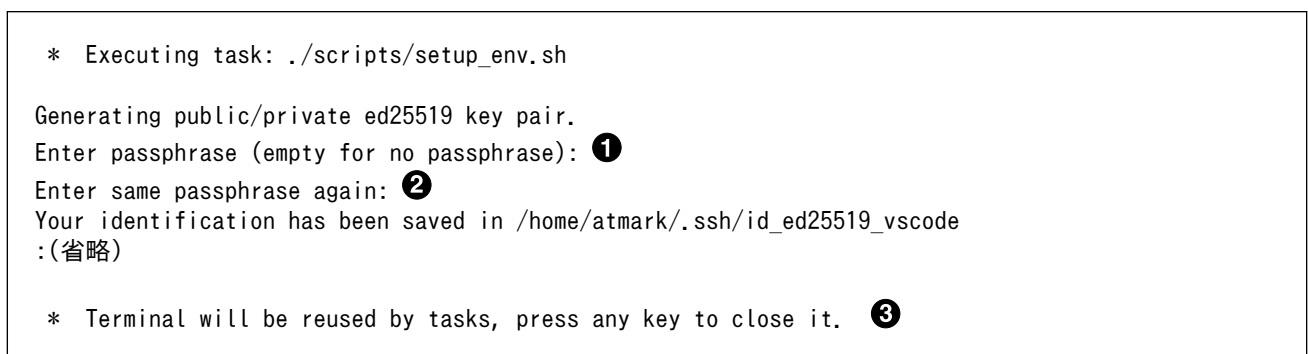 * Executing task: ./scripts/setup_env.sh
Generating public/private ed25519 key pair.
Enter passphrase (empty for no passphrase): ❶
Enter same passphrase again: ❷
Your identification has been saved in /home/atmark/.ssh/id_ed25519_vscode
:(省略)
* Terminal will be reused by tasks, press any key to close it. ❸